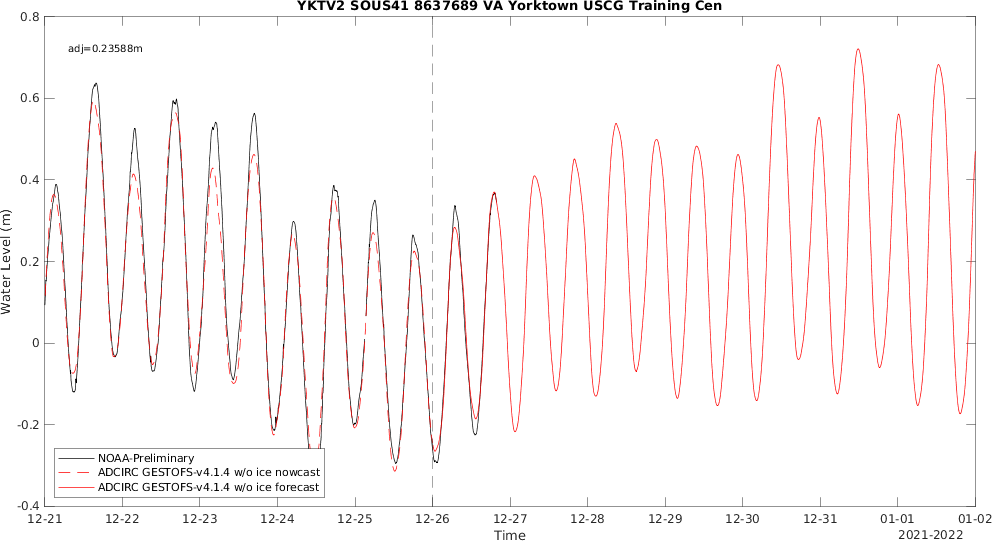 YKTV2 SOUS41 8637689 VA Yorktown USCG Training Cen
adj=0.23588m
0.8
0.6
0.4
0.2
0
-0.2
-0.4
Water Level (m)
NOAA-Preliminary
ADCIRC GESTOFS-v4.1.4 w/o ice nowcast
ADCIRC GESTOFS-v4.1.4 w/o ice forecast
12-21 12-22 12-23 12-24 12-25 12-26 12-27 12-28 12-29 12-30 12-31 01-01 01-02
Time
2021-2022